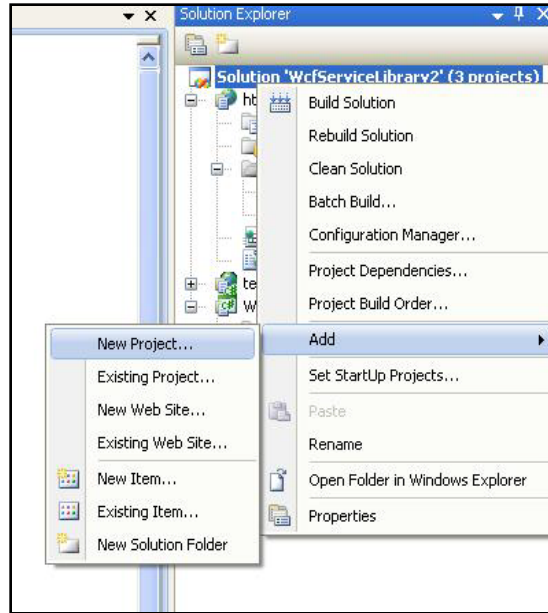 Solution Explorer
Solution 'WcfServiceLibrary2' (3 projects)
ht
te
W
Build Solution
Rebuild Solution
Clean Solution
Batch Build...
Configuration Manager...
Project Dependencies...
Project Build Order...
Add
Set StartUp Projects...
Paste
Rename
Open Folder in Windows Explorer
Properties
New Project...
Existing Project...
New Web Site...
Existing Web Site...
New Item...
Existing Item...
New Solution Folder